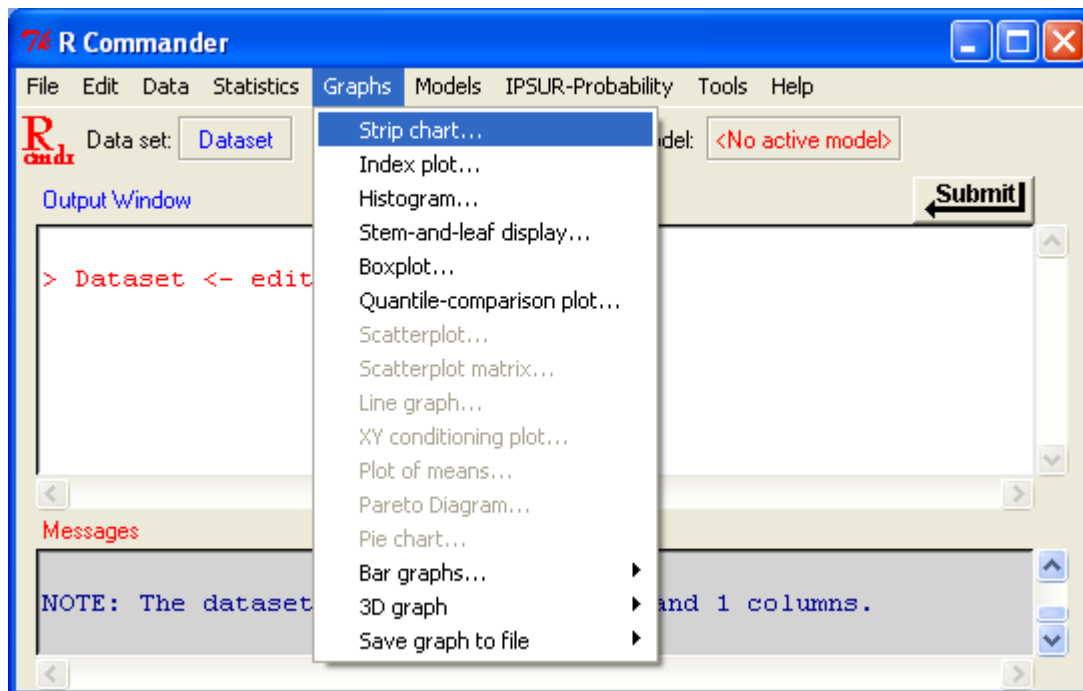 7% R Commander
File Edit Data Statistics Graphs Models IPSUR-Probability Tools Help
R cmdr Data set: Dataset del: <No active model>
Output Window Submit
> Dataset <- edit
Messages
NOTE: The dataset and 1 columns.
Strip chart...
Index plot...
Histogram...
Stem-and-leaf display...
Boxplot...
Quantile-comparison plot...
Scatterplot...
Scatterplot matrix...
Line graph...
XY conditioning plot...
Plot of means...
Pareto Diagram...
Pie chart...
Bar graphs...
3D graph
Save graph to file